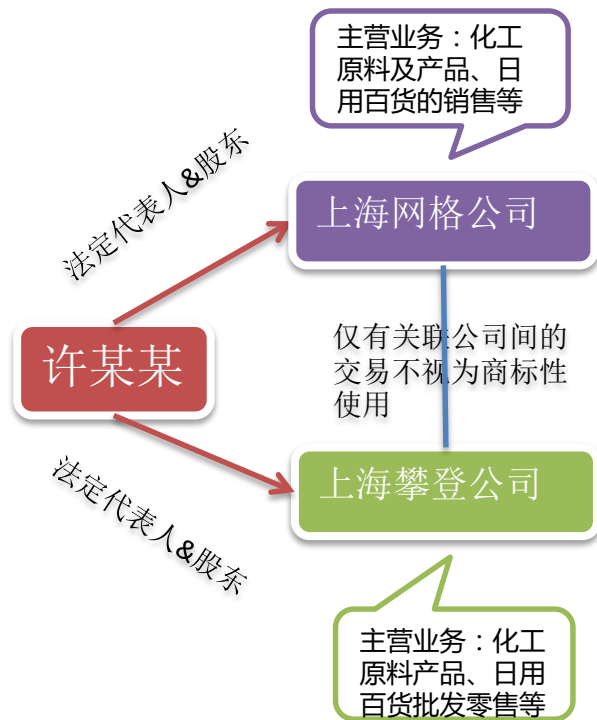 主营业务：化工
原料及产品、日
用百货的销售等
法定代表人&股东
上海网格公司
许某某
仅有关联公司间的
交易不视为商标性
使用
上海攀登公司
法定代表人&股东
主营业务：化工
原料产品、日用
百货批发零售等